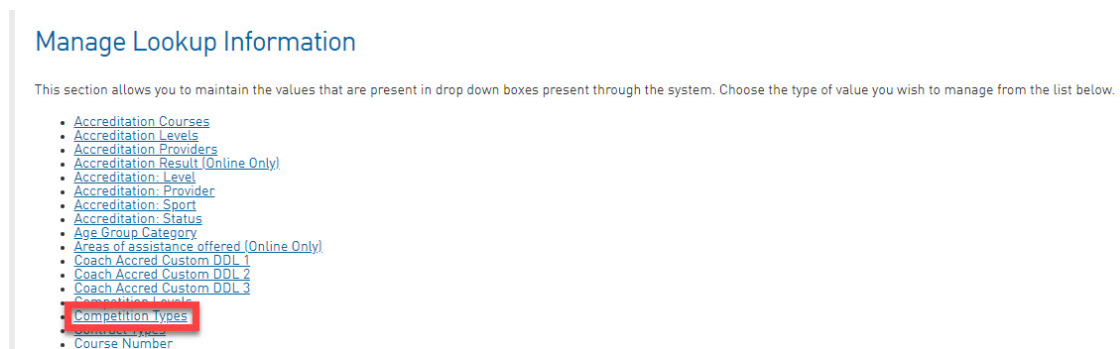 Manage Lookup Information
This section allows you to maintain the values that are present in drop down boxes present through the system. Choose the type of value you wish to manage from the list below.
Accreditation Courses
Accreditation Levels
Accreditation Providers
Accreditation Result (Online Only)
Accreditation: Level
Accreditation: Provider
Accreditation: Sport
Accreditation: Status
Age Group Category
Areas of assistance offered (Online Only)
Coach Accred Custom DDL 1
Coach Accred Custom DDL 2
Coach Accred Custom DDL 3
Competition Levels
Competition Types
Contract Types
Course Number